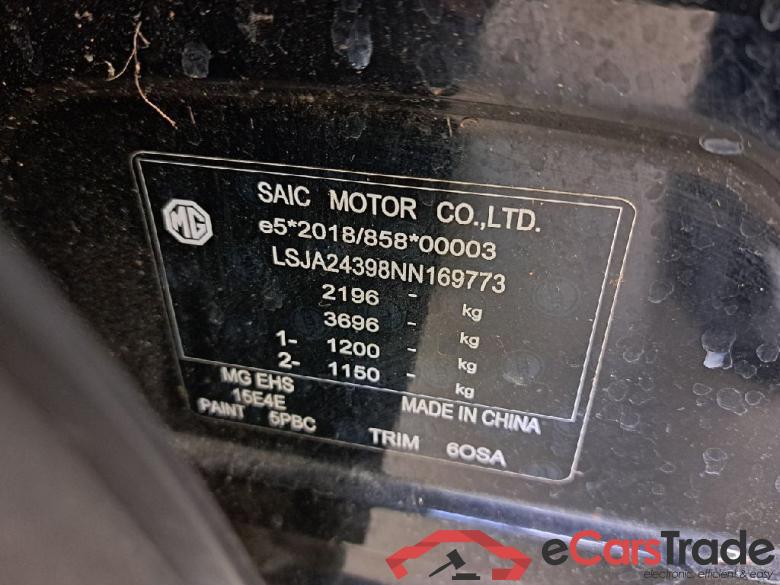 MG
SAIC MOTOR CO.,LTD.
e5*2018/858*00003
LSJA24398NN169773
2196 - kg
3696 - kg
1- 1200 - kg
2- 1150 - kg
MG EHS
15E4E
MADE IN CHINA
PAINT 5PBC
TRIM 6OSA
eCarsTrade
electronic, efficient & easy